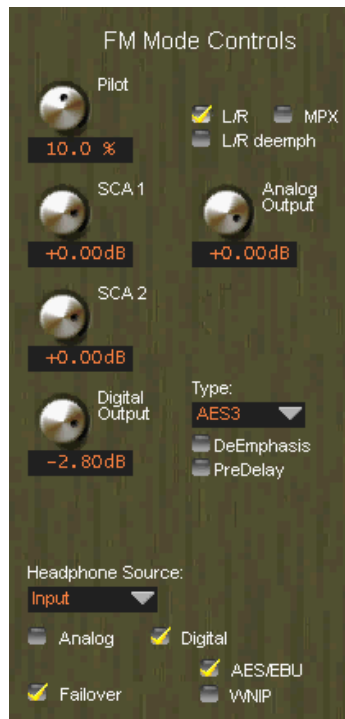 FM Mode Controls
Pilot
10.0 %
L/R MPX
L/R deemph
SCA 1
+0.00dB
Analog
Output
+0.00dB
SCA 2
+0.00dB
Digital
Output
-2.80dB
Type:
AES3
DeEmphasis
PreDelay
Headphone Source:
Input
Analog Digital
AES/EBU
Failover WNIP